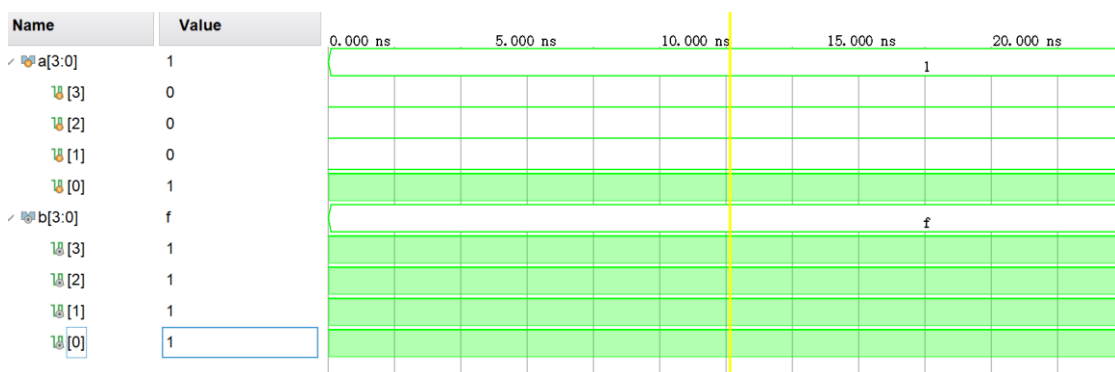 Name Value
0.000 ns 5.000 ns 10.000 ns 15.000 ns 20.000 ns
a[3:0] 1 1
[3] 0
[2] 0
[1] 0
[0] 1
b[3:0] f f
[3] 1
[2] 1
[1] 1
[0] 1